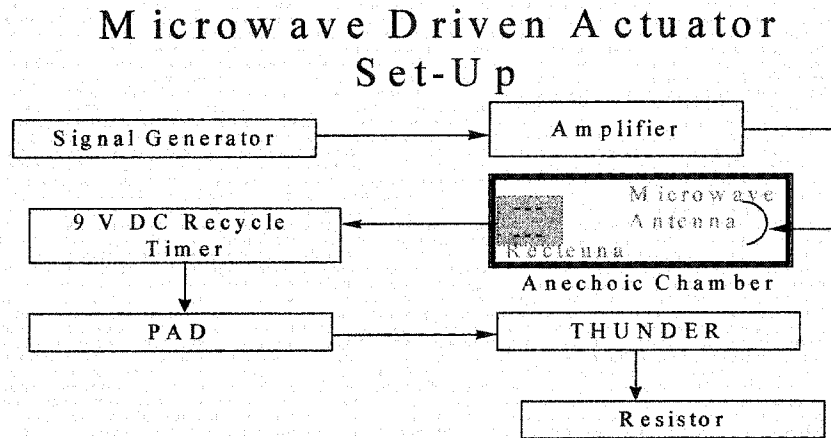 Microwave Driven Actuator
Set-Up
Signal Generator
Amplifier
Microwave
Antenna
Rectenna
Anechoic Chamber
9 V DC Recycle
Timer
PAD
THUNDER
Resistor